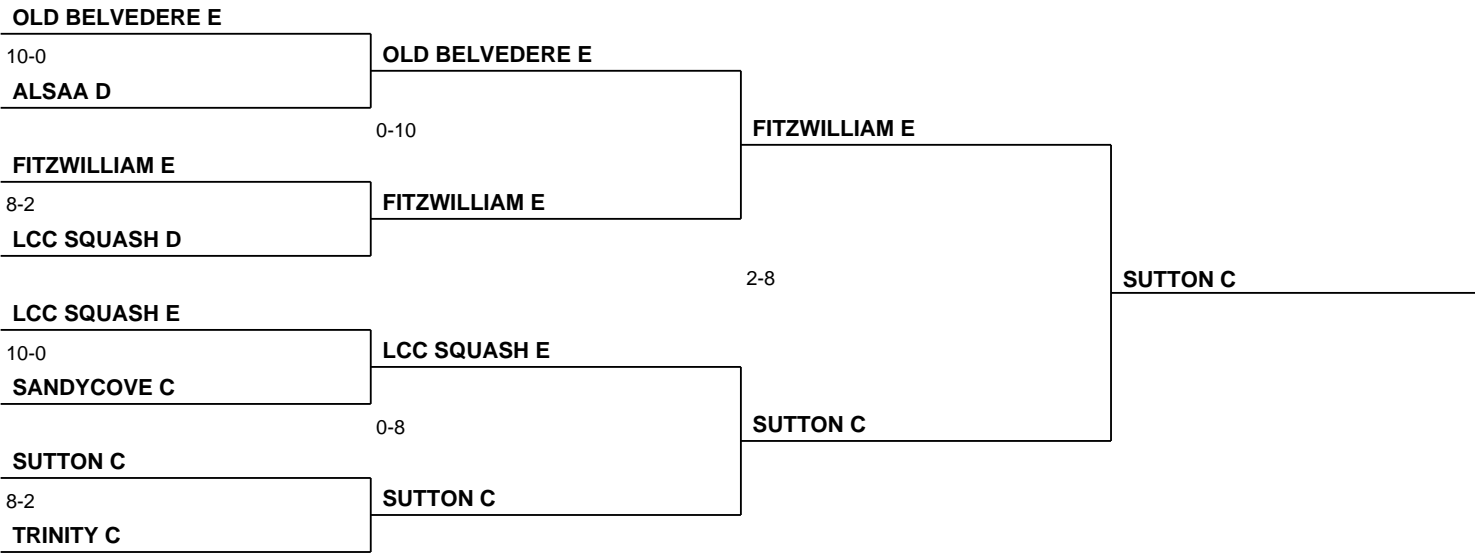 OLD BELVEDERE E
10-0
OLD BELVEDERE E
ALSAA D
0-10
FITZWILLIAM E
FITZWILLIAM E
8-2
FITZWILLIAM E
LCC SQUASH D
2-8
SUTTON C
LCC SQUASH E
10-0
LCC SQUASH E
SANDYCOVE C
0-8
SUTTON C
SUTTON C
8-2
SUTTON C
TRINITY C